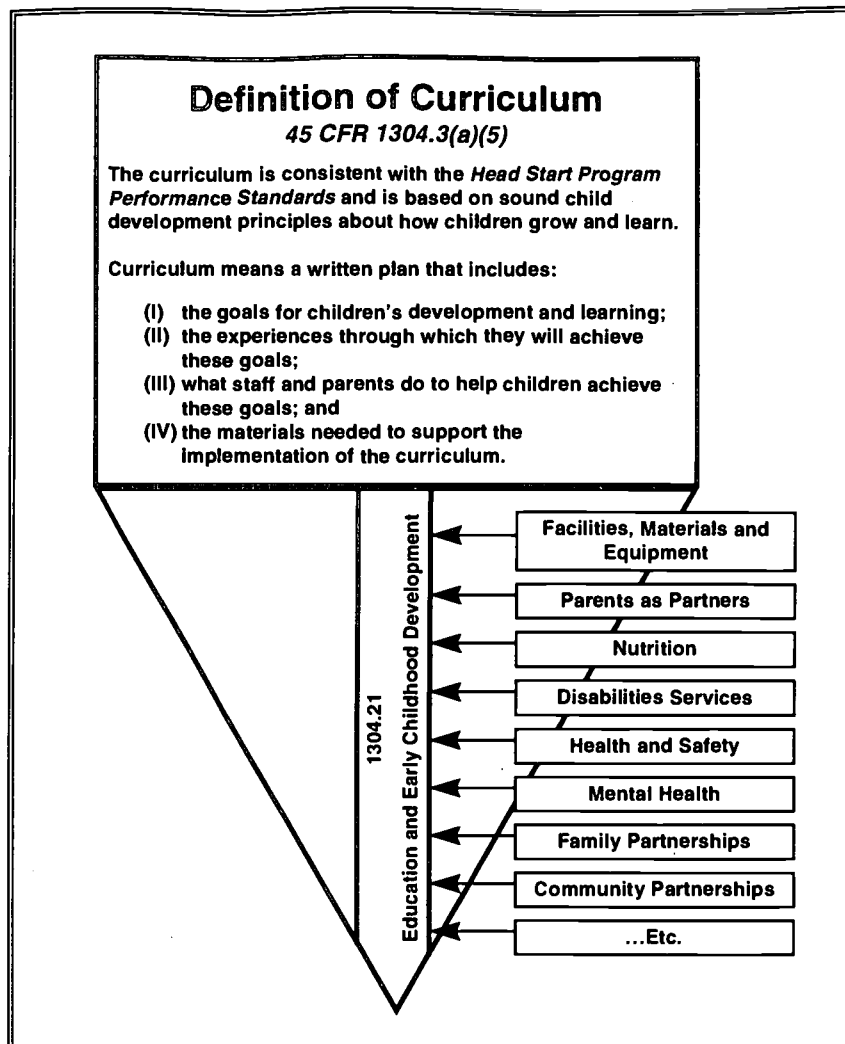 Definition of Curriculum
45 CFR 1304.3(a)(5)
The curriculum is consistent with the Head Start Program
Performance Standards and is based on sound child
development principles about how children grow and learn.
Curriculum means a written plan that includes:
(I) the goals for children's development and learning;
(II) the experiences through which they will achieve
these goals;
(III) what staff and parents do to help children achieve
these goals; and
(IV) the materials needed to support the
implementation of the curriculum.
1304.21
Education and Early Childhood Development
Facilities, Materials and
Equipment
Parents as Partners
Nutrition
Disabilities Services
Health and Safety
Mental Health
Family Partnerships
Community Partnerships
...Etc.